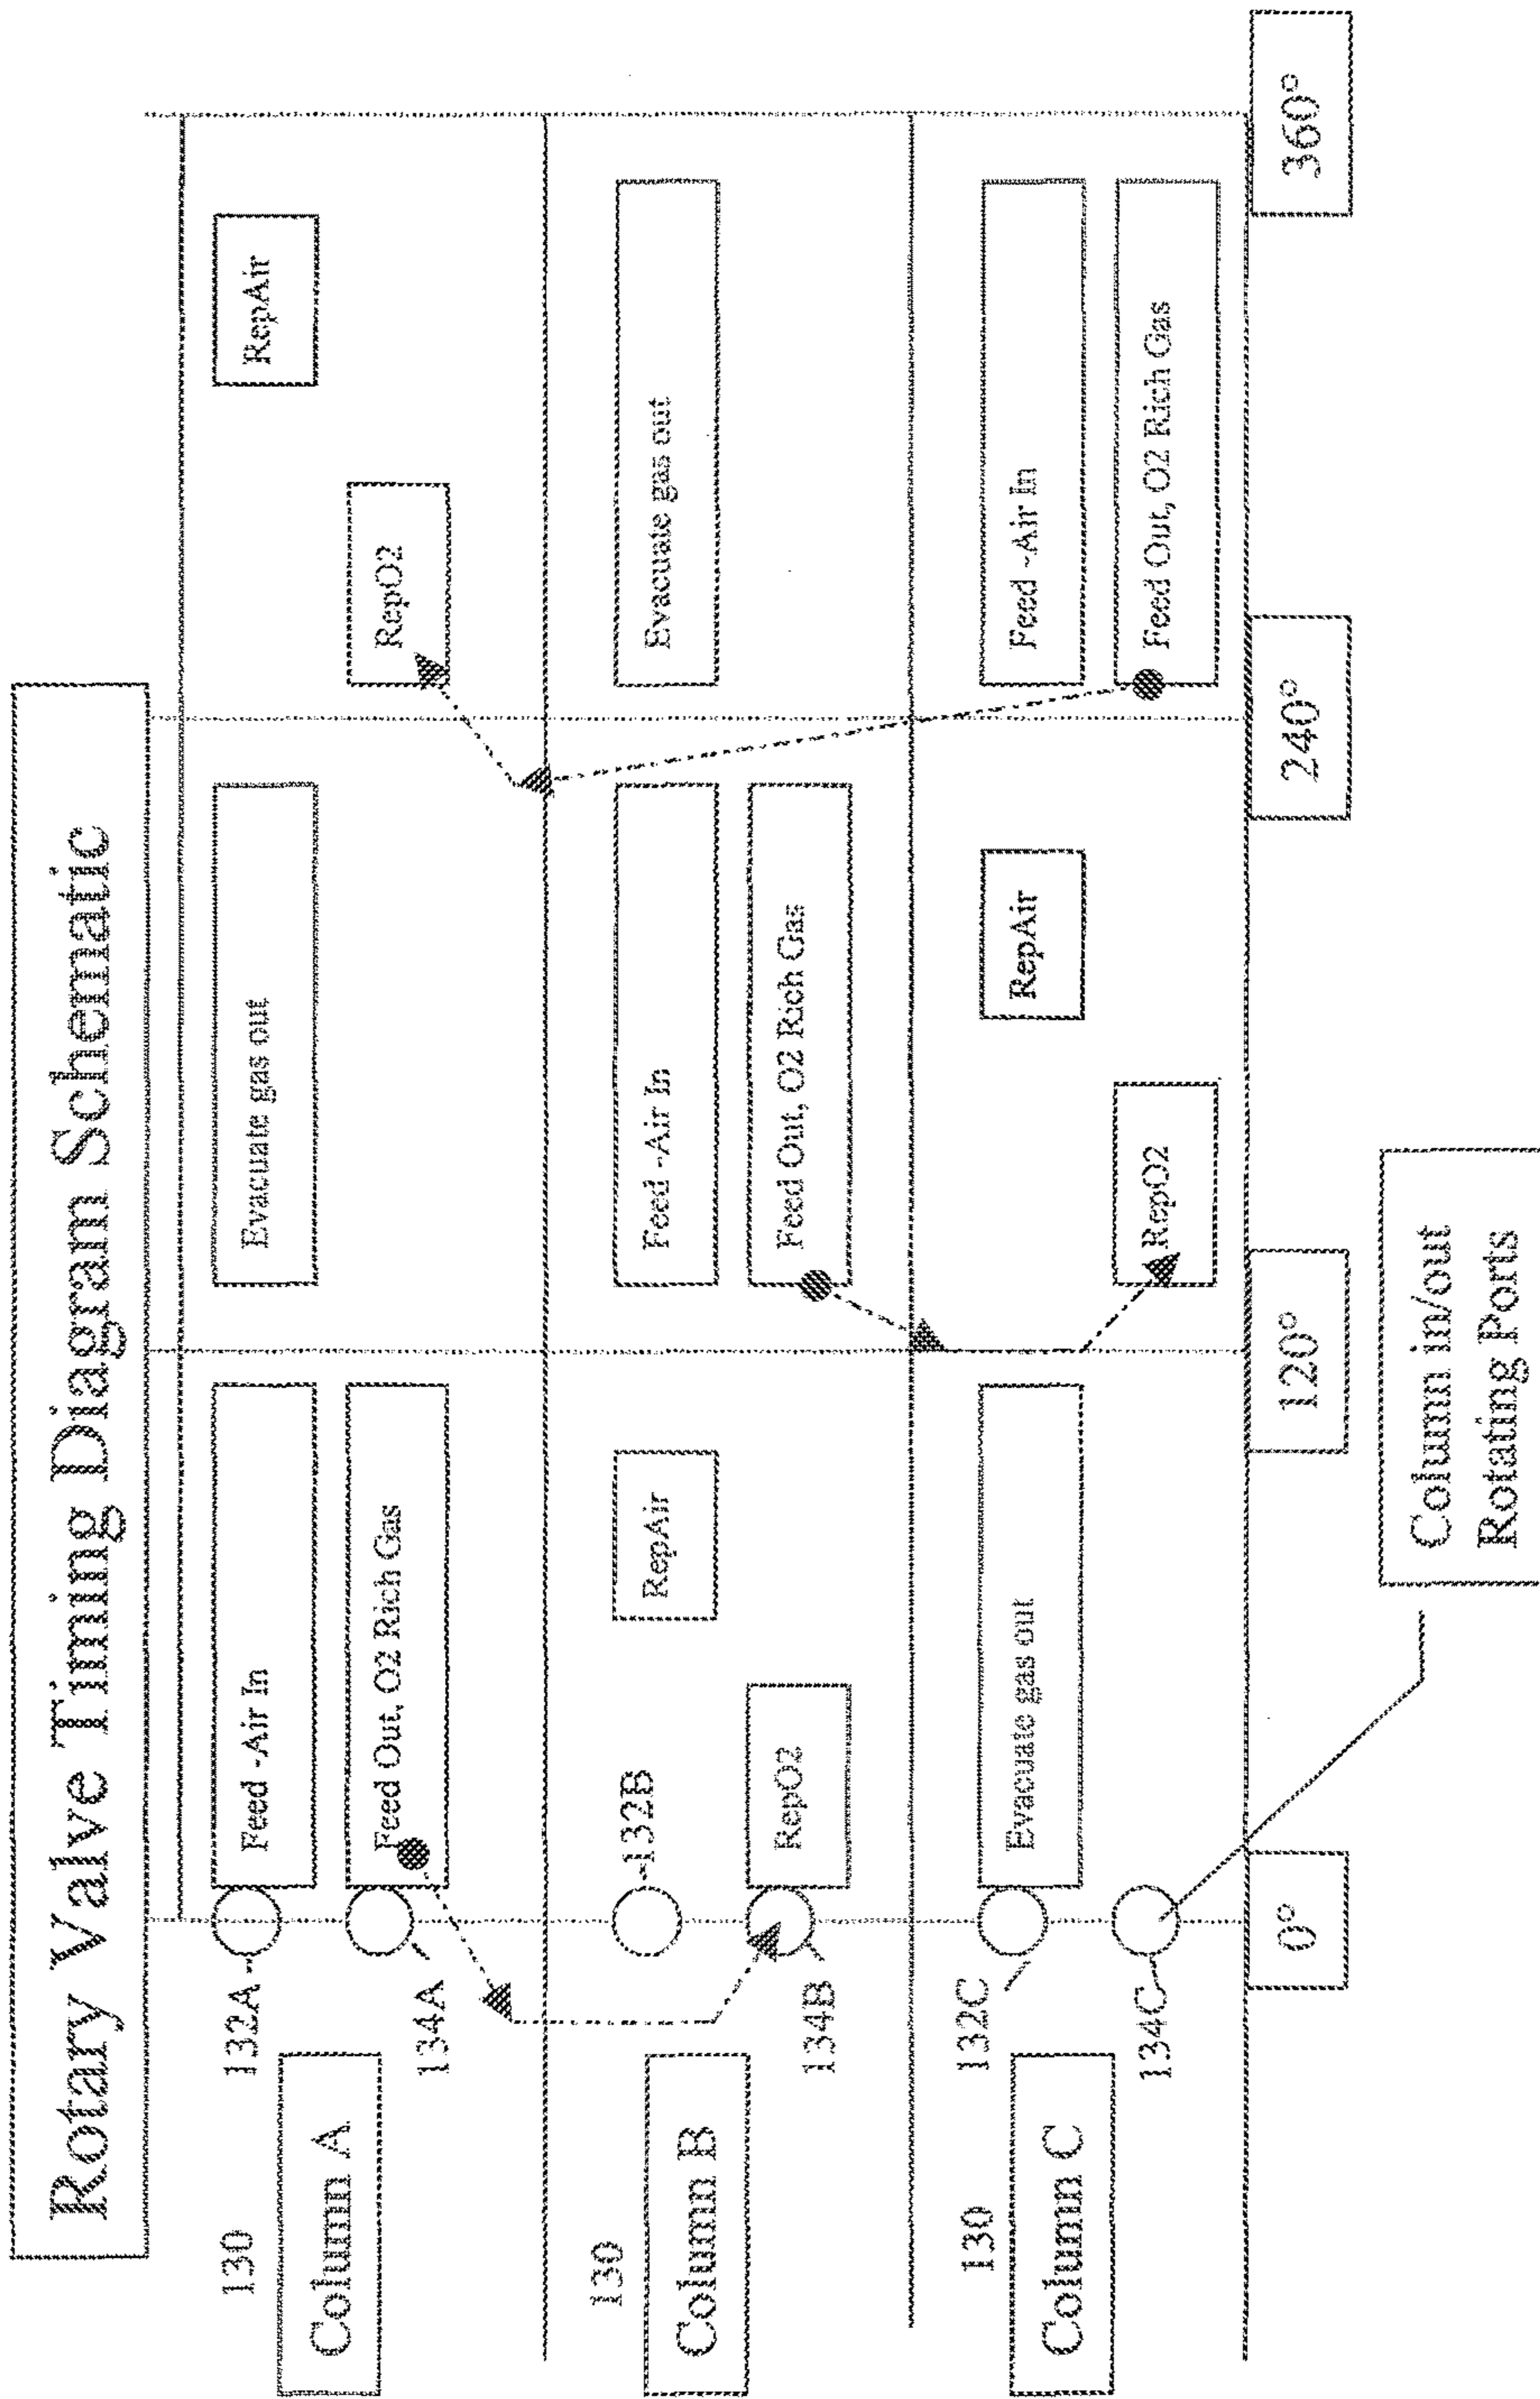 Rotary Valve Timing Diagram Schematic
130
132A
Feed -Air In
Evacuate gas out
RepAir
Column A
134A
Feed Out, O2 Rich Gas
RepO2
130
132B
RepAir
Feed -Air In
Evacuate gas out
Column B
134B
RepO2
Feed Out, O2 Rich Gas
130
132C
Evacuate gas out
RepAir
Feed -Air In
Column C
134C
RepO2
Feed Out, O2 Rich Gas
0°
120°
240°
360°
Column in/out
Rotating Ports